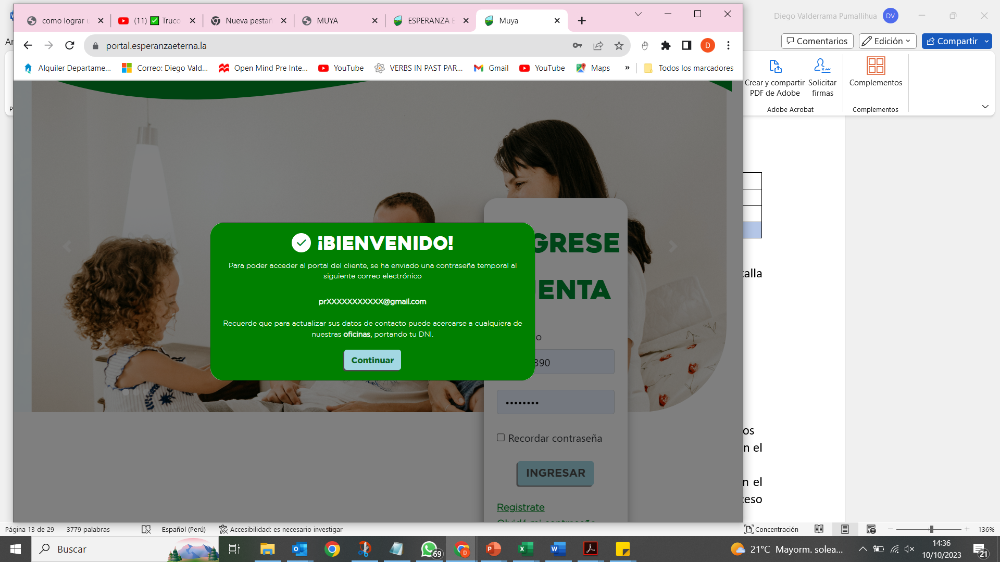 como lograr u
(11) ✅ Truco
Nueva pestañ
MUYA
ESPERANZA E
Muya
portal.esperanzaeterna.la
D
Alquiler Departame...
Correo: Diego Vald...
Open Mind Pre Inte...
YouTube
VERBS IN PAST PAR...
Gmail
YouTube
Maps
»
Todos los marcadores
Diego Valderrama Pumallihua
DV
Comentarios
Edición
Compartir
Crear y compartir
PDF de Adobe
Solicitar
firmas
Complementos
Adobe Acrobat
Complementos
GRESE
ENTA
¡BIENVENIDO!
Para poder acceder al portal del cliente, se ha enviado una contraseña temporal al
siguiente correo electrónico
prXXXXXXXXXXX@gmail.com
Recuerde que para actualizar sus datos de contacto puede acercarse a cualquiera de
nuestras oficinas, portando tu DNI.
Continuar
o
390
••••••••
Recordar contraseña
INGRESAR
Registrate
talla
os
n el
n el
ceso
Página 13 de 29
3779 palabras
Español (Perú)
Accesibilidad: es necesario investigar
Concentración
136%
Buscar
69
21°C Mayorm. solea...
14:36
10/10/2023
21